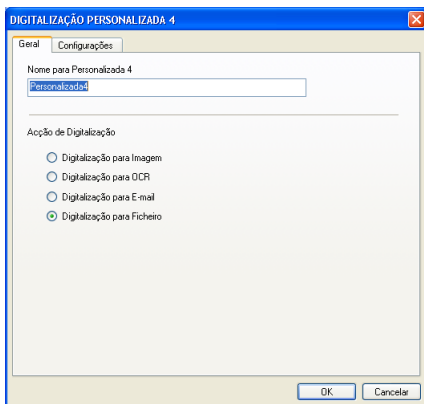 DIGITALIZAÇÃO PERSONALIZADA 4
Geral Configurações
Nome para Personalizada 4
Personalizada4
Acção de Digitalização
Digitalização para Imagem
Digitalização para OCR
Digitalização para E-mail
Digitalização para Ficheiro
OK Cancelar